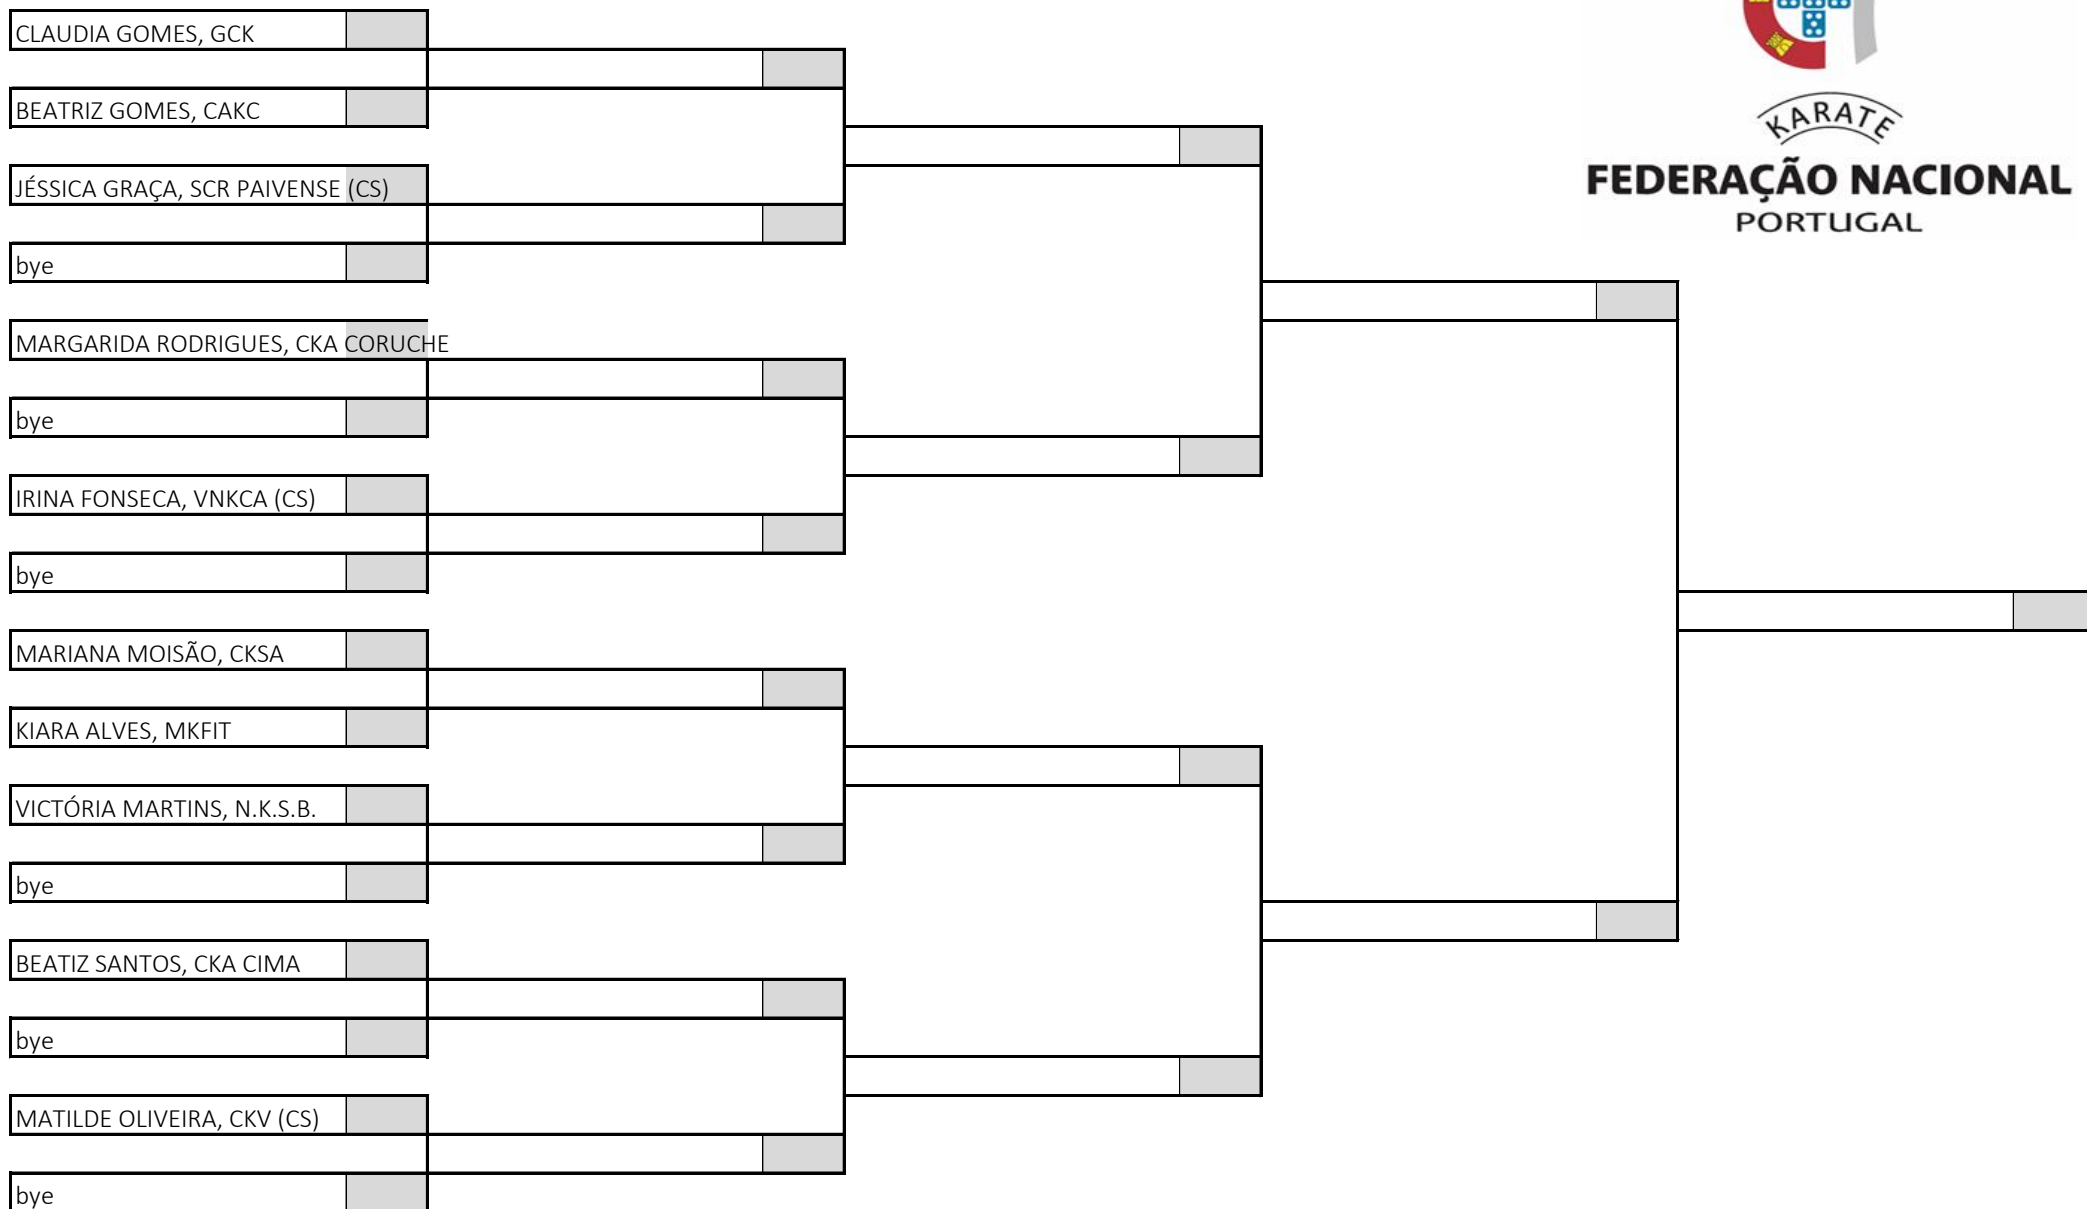 CLAUDIA GOMES, GCK
BEATRIZ GOMES, CAKC
JÉSSICA GRAÇA, SCR PAIVENSE (CS)
bye
MARGARIDA RODRIGUES, CKA CORUCHE
bye
IRINA FONSECA, VNKCA (CS)
bye
MARIANA MOISÃO, CKSA
KIARA ALVES, MKFIT
VICTÓRIA MARTINS, N.K.S.B.
bye
BEATIZ SANTOS, CKA CIMA
bye
MATILDE OLIVEIRA, CKV (CS)
bye
KARATE
FEDERAÇÃO NACIONAL
PORTUGAL